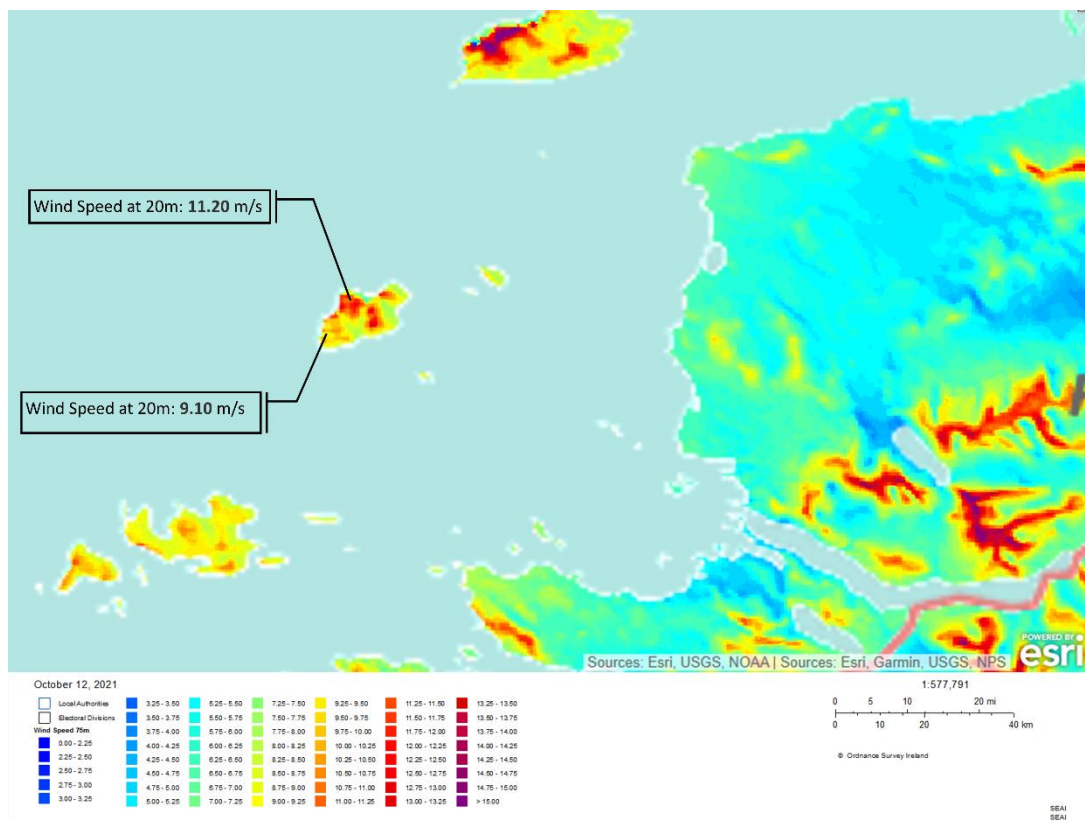 Wind Speed at 20m: 11.20 m/s
Wind Speed at 20m: 9.10 m/s
POWERED BY
esri
Sources: Esri, USGS, NOAA | Sources: Esri, Garmin, USGS, NPS
October 12, 2021
1:577,791
Local Authorities
Electoral Divisions
Wind Speed 75m
0.00 - 2.25
2.25 - 2.50
2.50 - 2.75
2.75 - 3.00
3.00 - 3.25
3.25 - 3.50
3.50 - 3.75
3.75 - 4.00
4.00 - 4.25
4.25 - 4.50
4.50 - 4.75
4.75 - 5.00
5.00 - 5.25
5.25 - 5.50
5.50 - 5.75
5.75 - 6.00
6.00 - 6.25
6.25 - 6.50
6.50 - 6.75
6.75 - 7.00
7.00 - 7.25
7.25 - 7.50
7.50 - 7.75
7.75 - 8.00
8.00 - 8.25
8.25 - 8.50
8.50 - 8.75
8.75 - 9.00
9.00 - 9.25
9.25 - 9.50
9.50 - 9.75
9.75 - 10.00
10.00 - 10.25
10.25 - 10.50
10.50 - 10.75
10.75 - 11.00
11.00 - 11.25
11.25 - 11.50
11.50 - 11.75
11.75 - 12.00
12.00 - 12.25
12.25 - 12.50
12.50 - 12.75
12.75 - 13.00
13.00 - 13.25
13.25 - 13.50
13.50 - 13.75
13.75 - 14.00
14.00 - 14.25
14.25 - 14.50
14.50 - 14.75
14.75 - 15.00
> 15.00
0 5 10 20 mi
0 10 20 40 km
© Ordnance Survey Ireland
SEAI
SEAI